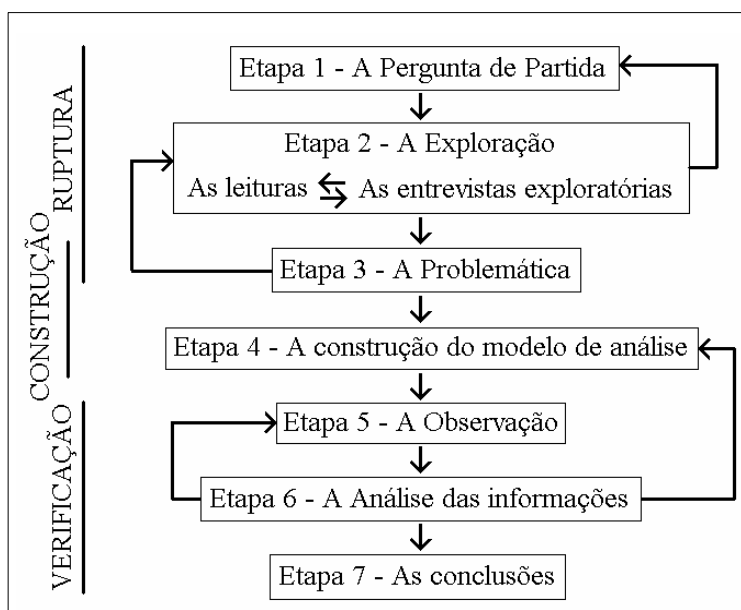 RUPTURA
CONSTRUÇÃO
VERIFICAÇÃO
Etapa 1 - A Pergunta de Partida
Etapa 2 - A Exploração
As leituras As entrevistas exploratórias
Etapa 3 - A Problemática
Etapa 4 - A construção do modelo de análise
Etapa 5 - A Observação
Etapa 6 - A Análise das informações
Etapa 7 - As conclusões